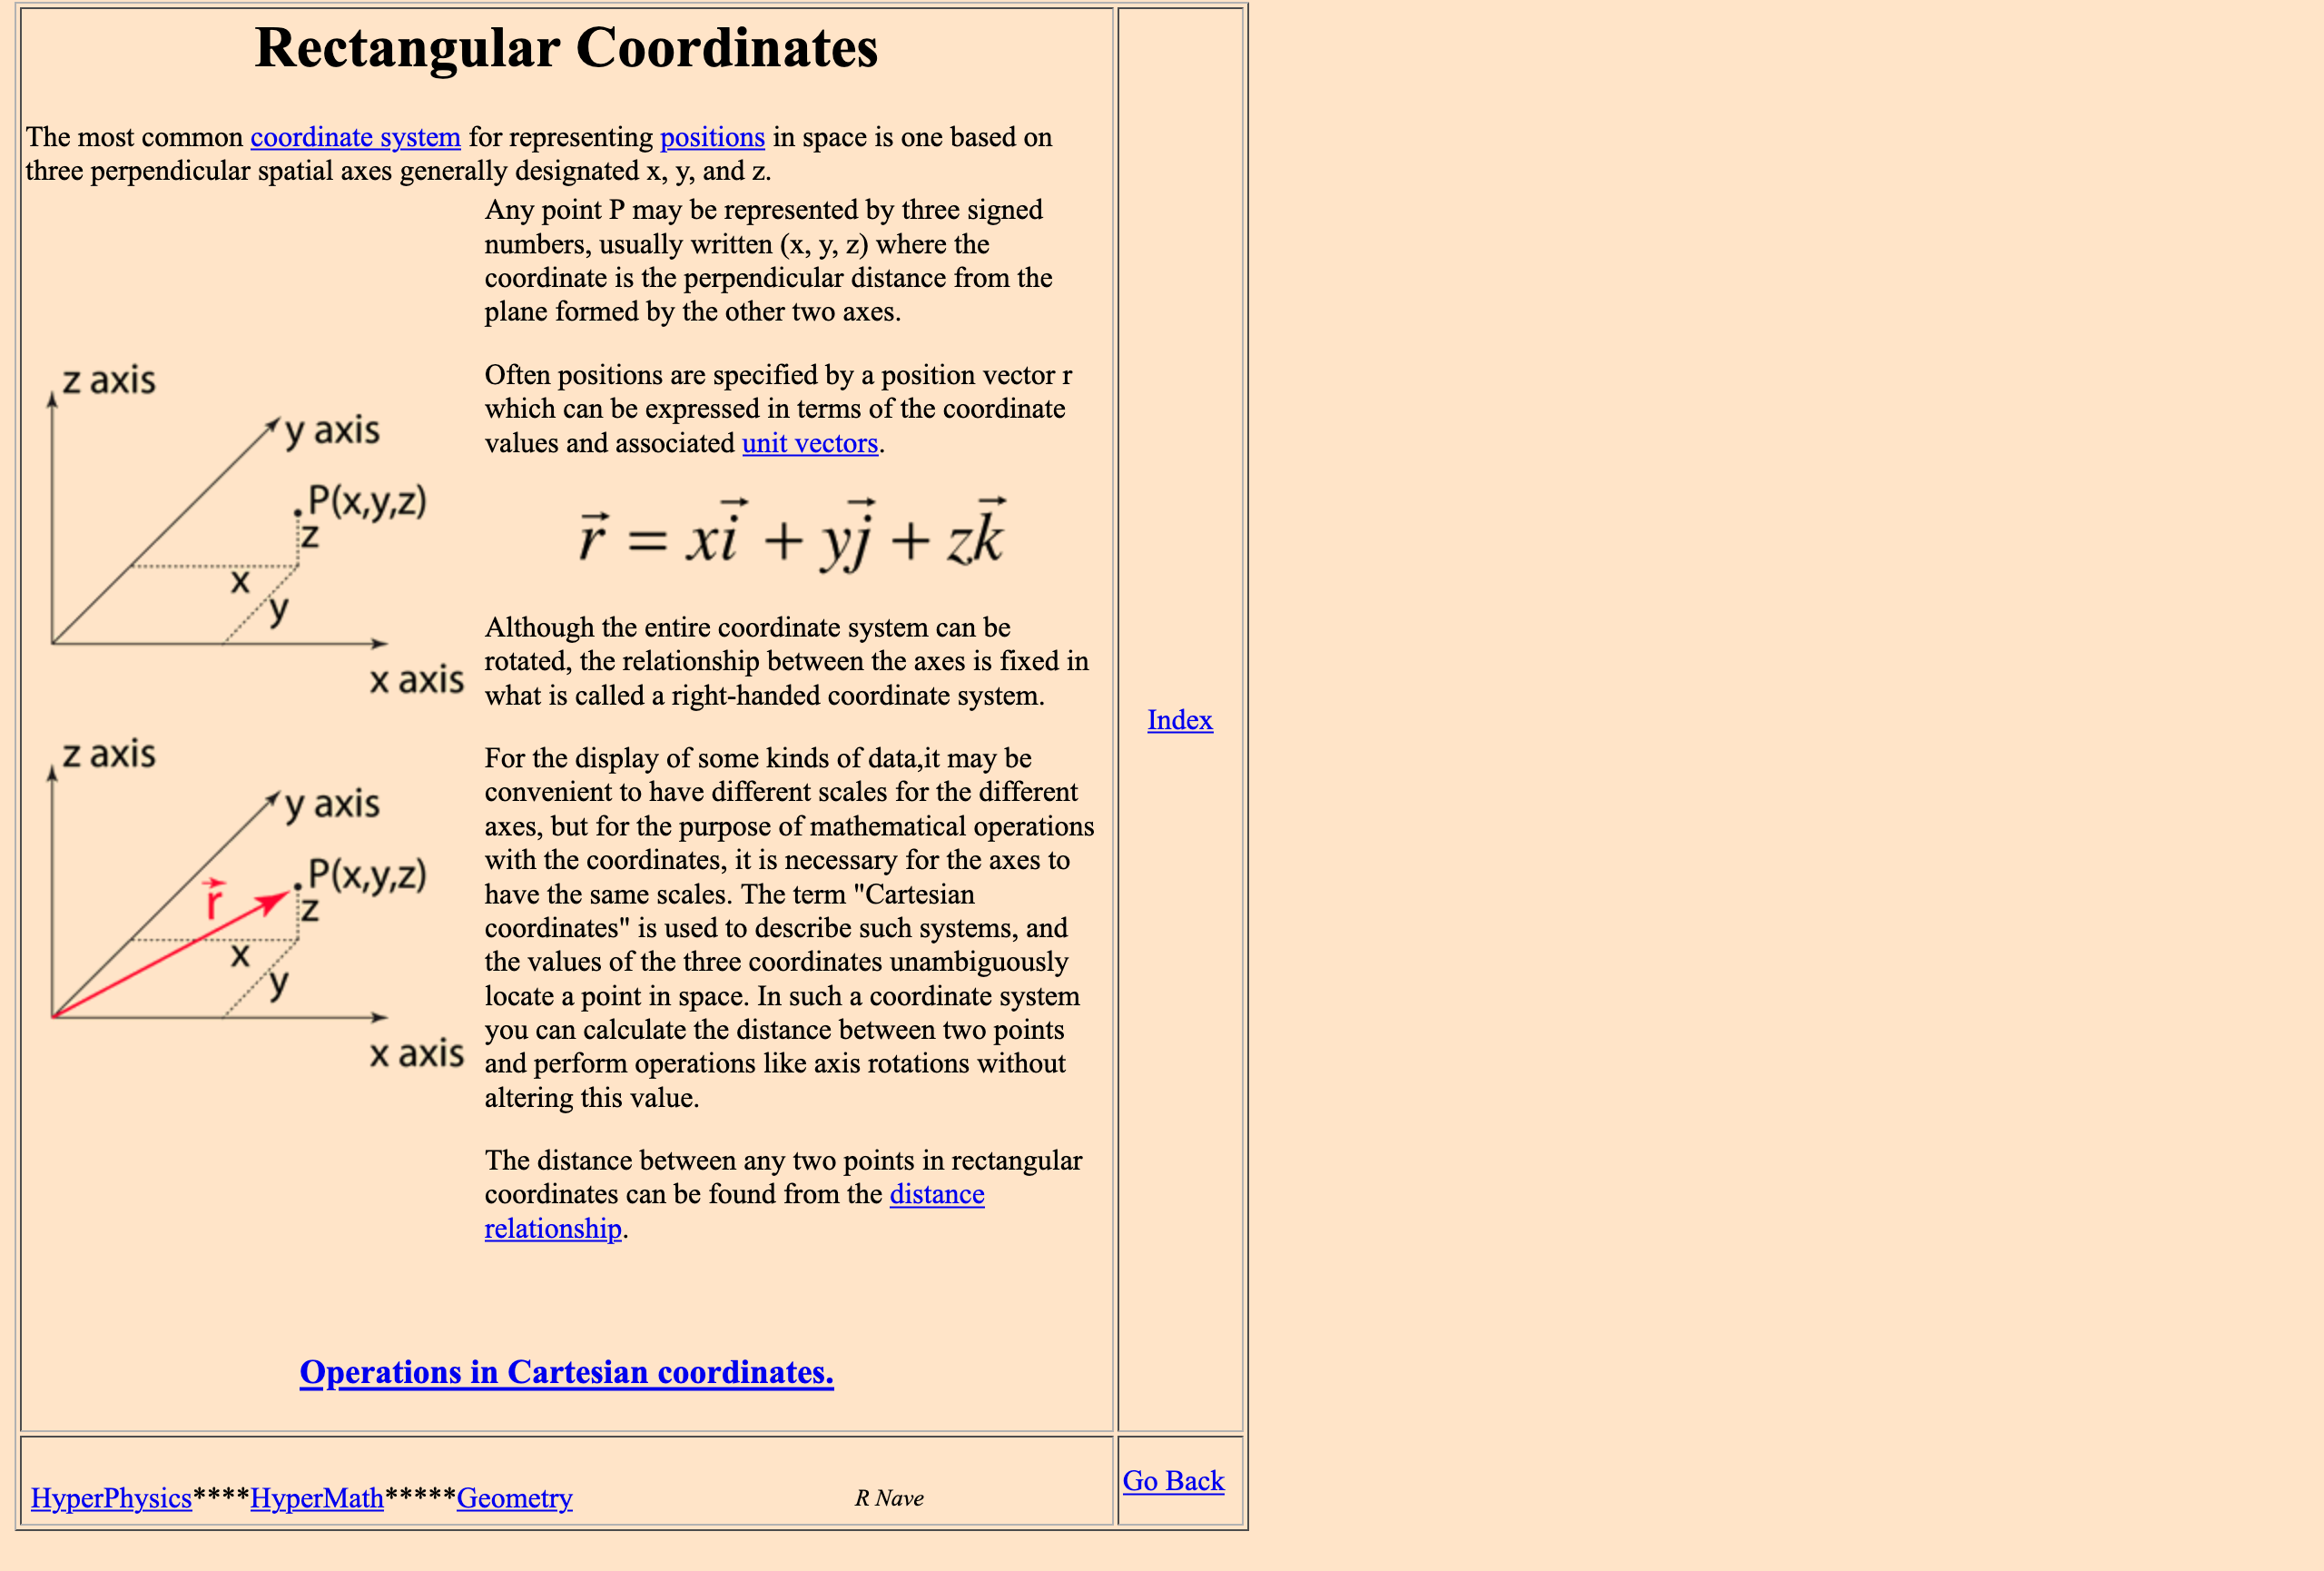 Rectangular Coordinates
The most common coordinate system for representing positions in space is one based on
three perpendicular spatial axes generally designated x, y, and z.
z axis
y axis
P(x,y,z)
z
x
y
x axis
z axis
y axis
P(x,y,z)
r⃗
z
x
y
x axis
Any point P may be represented by three signed
numbers, usually written (x, y, z) where the
coordinate is the perpendicular distance from the
plane formed by the other two axes.
Often positions are specified by a position vector r
which can be expressed in terms of the coordinate
values and associated unit vectors.
r⃗ = xi⃗ + yj⃗ + zk⃗
Although the entire coordinate system can be
rotated, the relationship between the axes is fixed in
what is called a right-handed coordinate system.
For the display of some kinds of data,it may be
convenient to have different scales for the different
axes, but for the purpose of mathematical operations
with the coordinates, it is necessary for the axes to
have the same scales. The term "Cartesian
coordinates" is used to describe such systems, and
the values of the three coordinates unambiguously
locate a point in space. In such a coordinate system
you can calculate the distance between two points
and perform operations like axis rotations without
altering this value.
The distance between any two points in rectangular
coordinates can be found from the distance
relationship.
Operations in Cartesian coordinates.
Index
HyperPhysics****HyperMath*****Geometry R Nave
Go Back